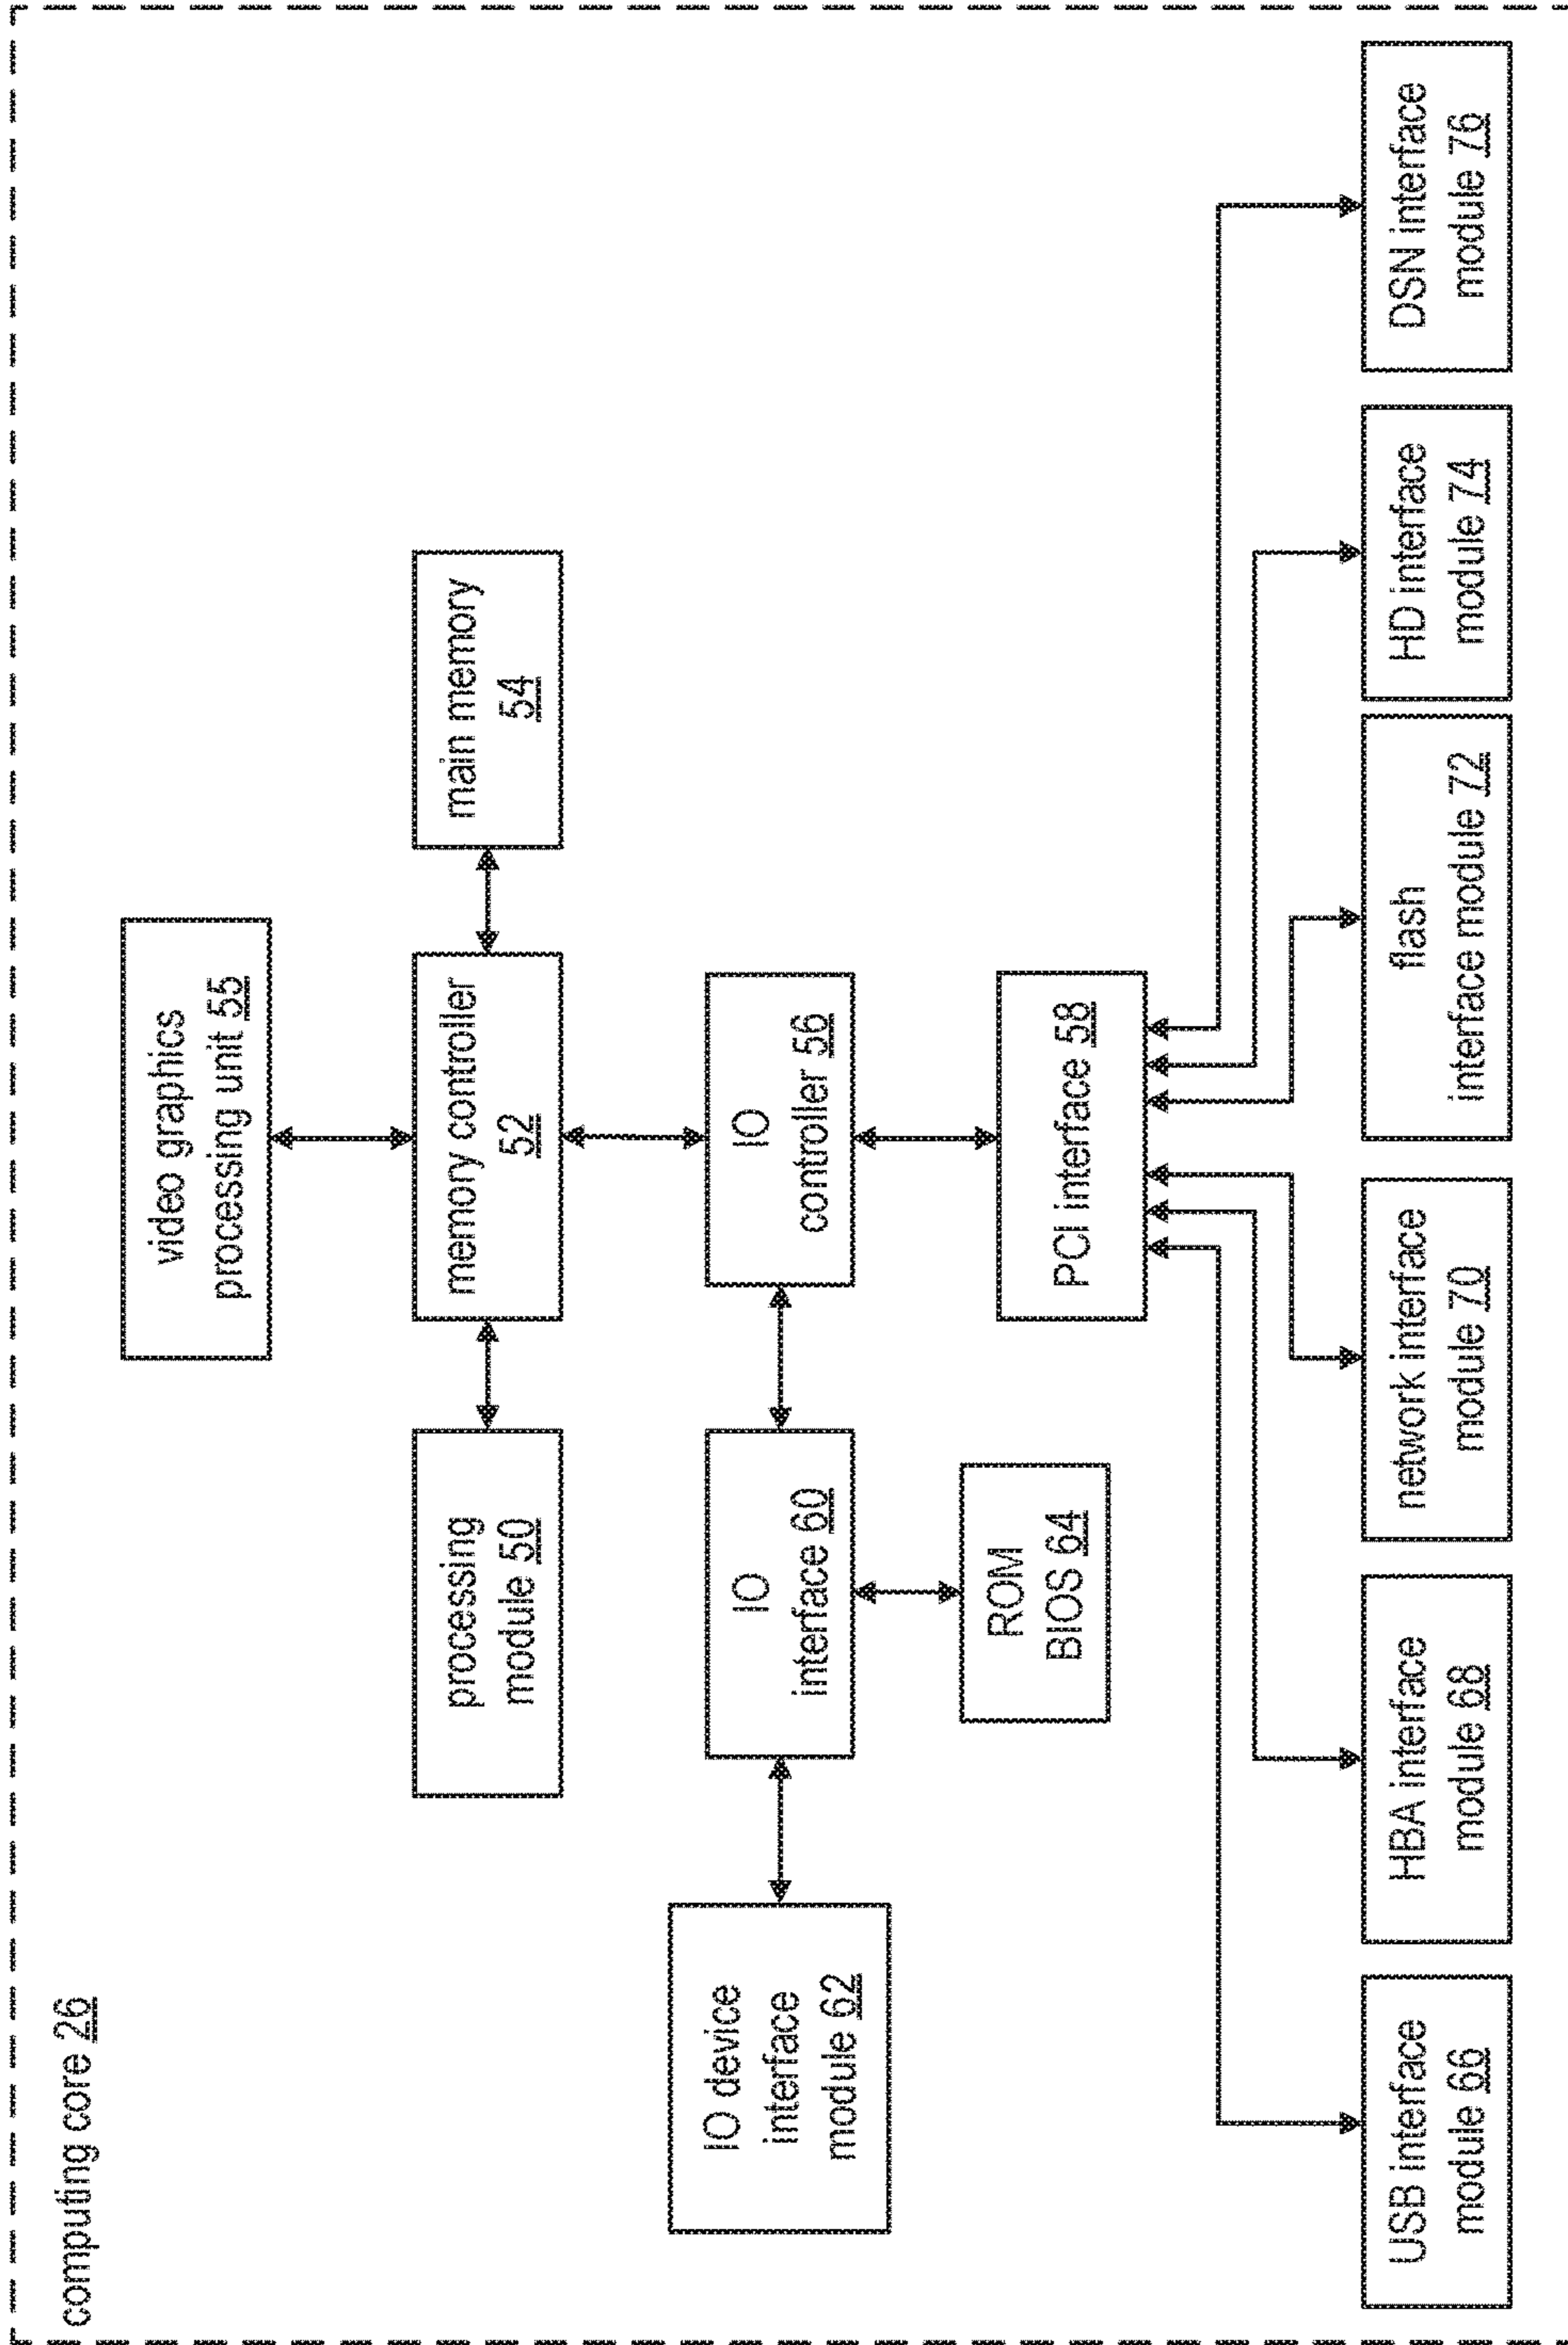 computing core 26
video graphics
processing unit 55
processing
module 50
memory controller
52
main memory
54
IO device
interface
module 62
IO
interface 60
IO
controller 56
ROM
BIOS 64
PCI interface 58
USB interface
module 66
HBA interface
module 68
network interface
module 70
flash
interface module 72
HD interface
module 74
DSN interface
module 76